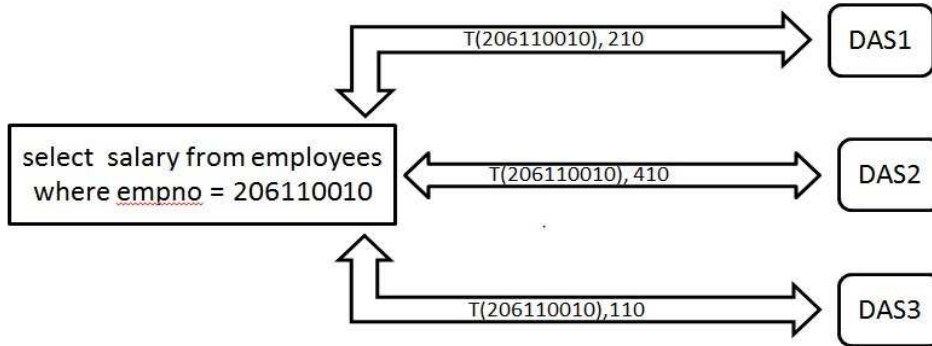 T(206110010), 210
DAS1
select salary from employees
where empno = 206110010
T(206110010), 410
DAS2
T(206110010),110
DAS3